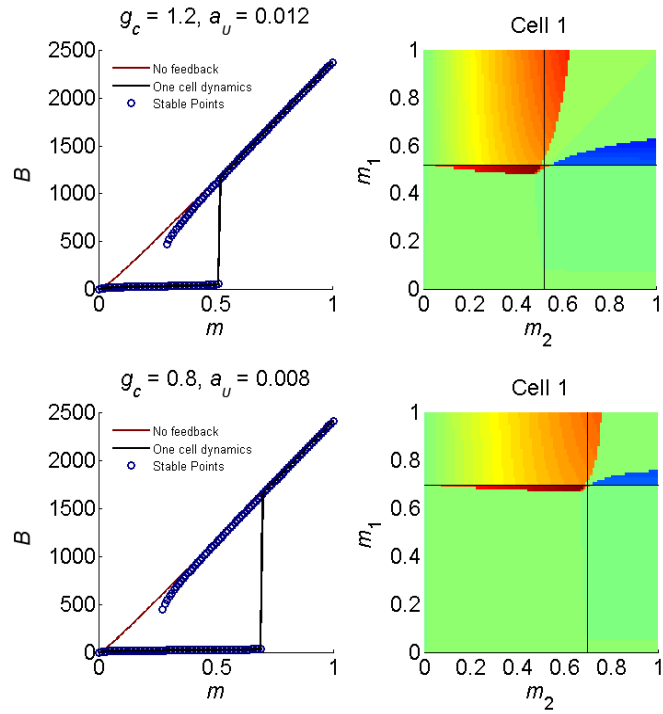 g_c = 1.2, a_U = 0.012
2500
2000
1500
1000
500
0
B
No feedback
One cell dynamics
Stable Points
0
0.5
1
m
Cell 1
1
0.8
0.6
0.4
0.2
0
m_1
0
0.2
0.4
0.6
0.8
1
m_2
g_c = 0.8, a_U = 0.008
2500
2000
1500
1000
500
0
B
No feedback
One cell dynamics
Stable Points
0
0.5
1
m
Cell 1
1
0.8
0.6
0.4
0.2
0
m_1
0
0.2
0.4
0.6
0.8
1
m_2